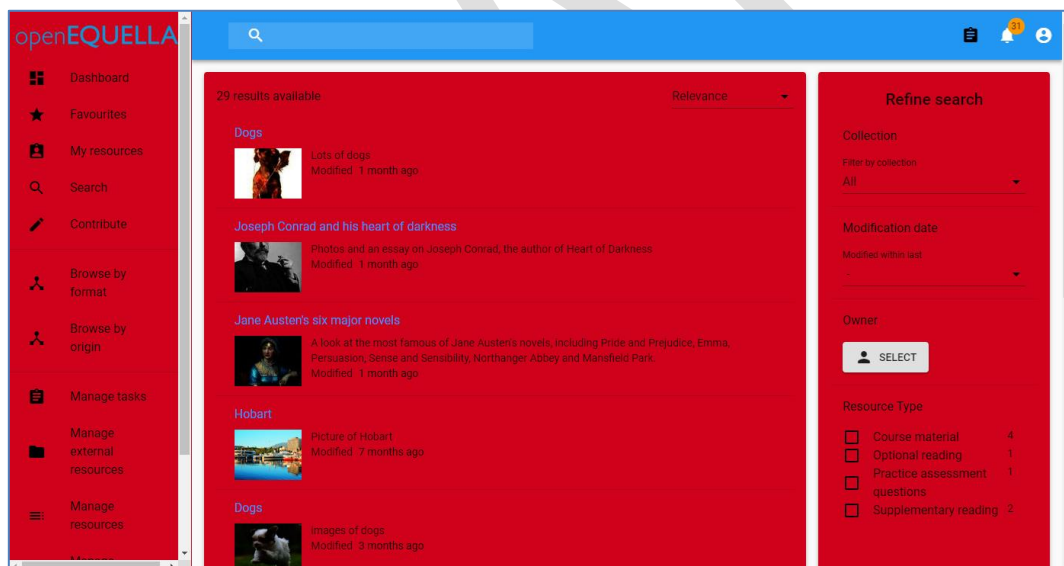 openEQUELLA
31
Dashboard
Favourites
My resources
Search
Contribute
Browse by
format
Browse by
origin
Manage tasks
Manage
external
resources
Manage
resources
29 results available
Relevance
Dogs
Lots of dogs
Modified 1 month ago
Joseph Conrad and his heart of darkness
Photos and an essay on Joseph Conrad, the author of Heart of Darkness
Modified 1 month ago
Jane Austen's six major novels
A look at the most famous of Jane Austen's novels, including Pride and Prejudice, Emma,
Persuasion, Sense and Sensibility, Northanger Abbey and Mansfield Park.
Modified 1 month ago
Hobart
Picture of Hobart
Modified 7 months ago
Dogs
Images of dogs
Modified 3 months ago
Refine search
Collection
Filter by collection
All
Modification date
Modified within last
-
Owner
SELECT
Resource Type
Course material 4
Optional reading 1
Practice assessment 1
questions
Supplementary reading 2